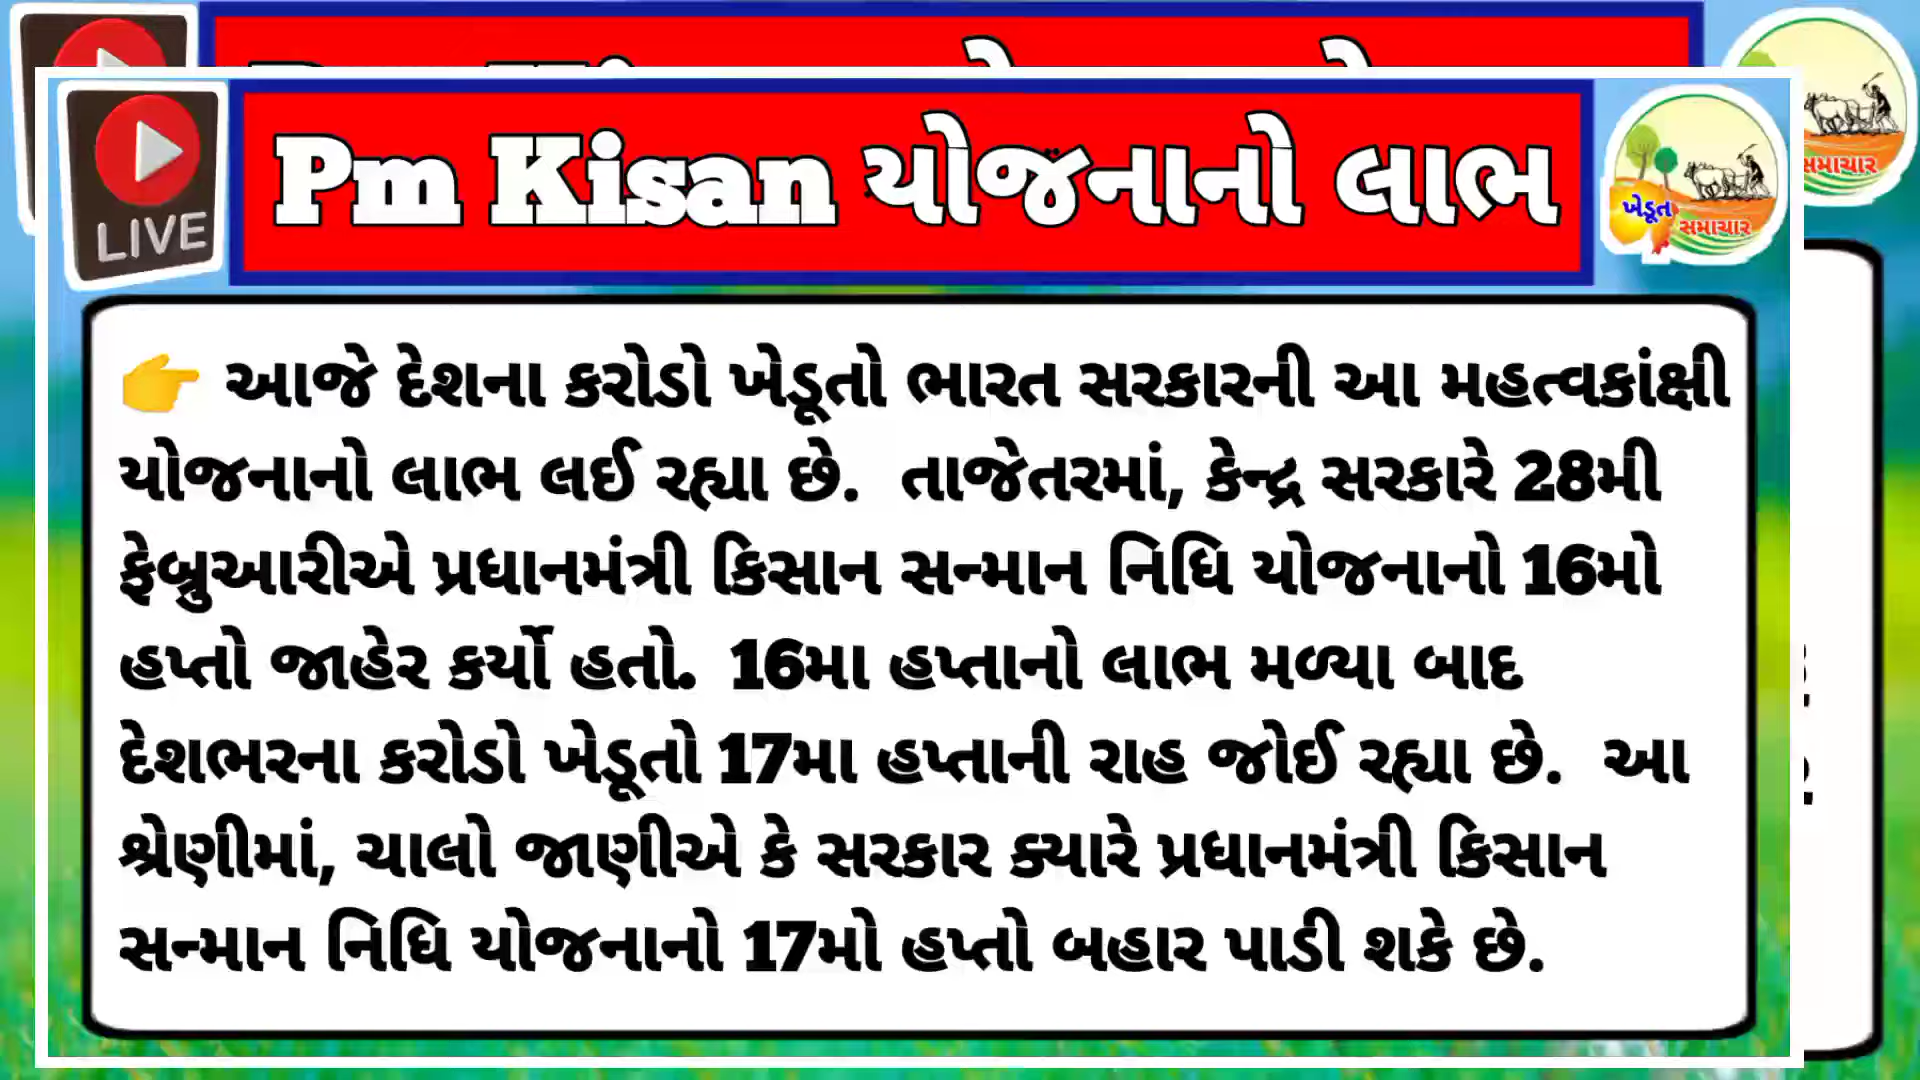 LIVE
Pm Kisan યોજનાનો લાભ
ખેડૂત
સમાચાર
સમાચાર
👉 આજે દેશના કરોડો ખેડૂતો ભારત સરકારની આ મહત્વકાંક્ષી
યોજનાનો લાભ લઈ રહ્યા છે. તાજેતરમાં, કેન્દ્ર સરકારે 28મી
ફેબ્રુઆરીએ પ્રધાનમંત્રી કિસાન સન્માન નિધિ યોજનાનો 16મો
હપ્તો જાહેર કર્યો હતો. 16મા હપ્તાનો લાભ મળ્યા બાદ
દેશભરના કરોડો ખેડૂતો 17મા હપ્તાની રાહ જોઈ રહ્યા છે. આ
શ્રેણીમાં, ચાલો જાણીએ કે સરકાર ક્યારે પ્રધાનમંત્રી કિસાન
સન્માન નિધિ યોજનાનો 17મો હપ્તો બહાર પાડી શકે છે.